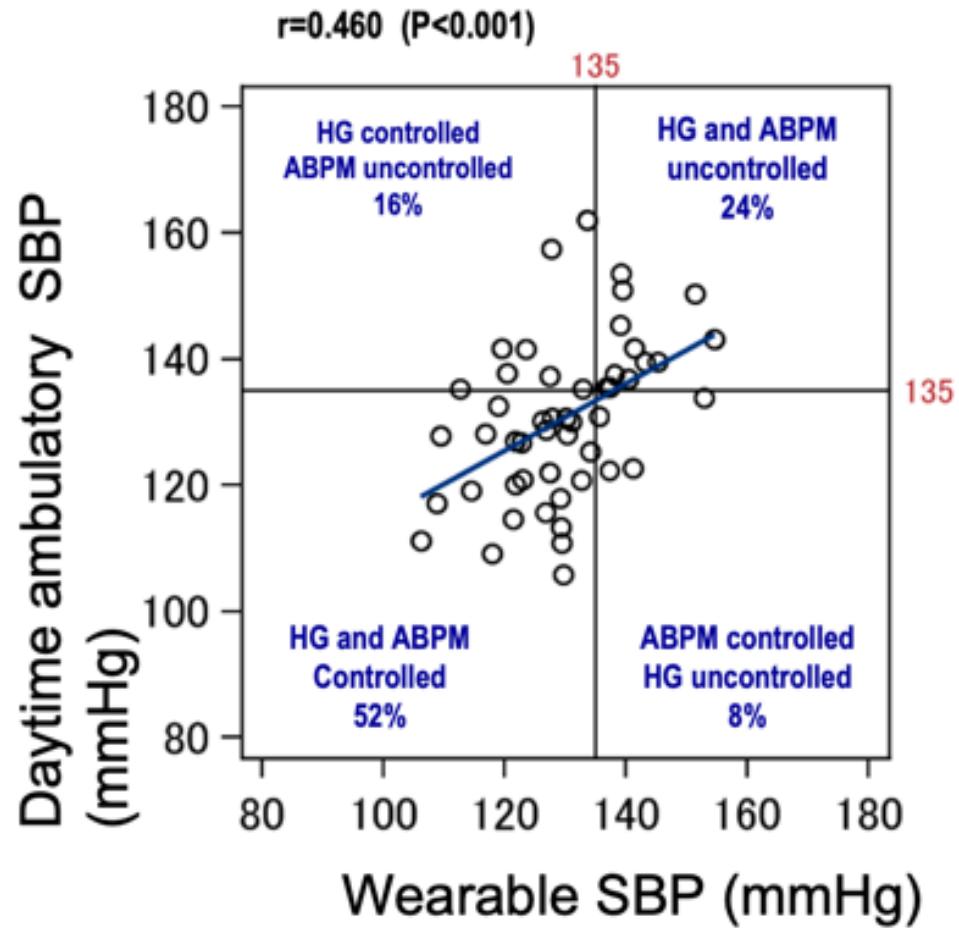 r=0.460 (P<0.001)
135
180
160
140
120
100
80
HG controlled
ABPM uncontrolled
16%
HG and ABPM
uncontrolled
24%
135
HG and ABPM
Controlled
52%
ABPM controlled
HG uncontrolled
8%
Daytime ambulatory SBP
(mmHg)
80 100 120 140 160 180
Wearable SBP (mmHg)